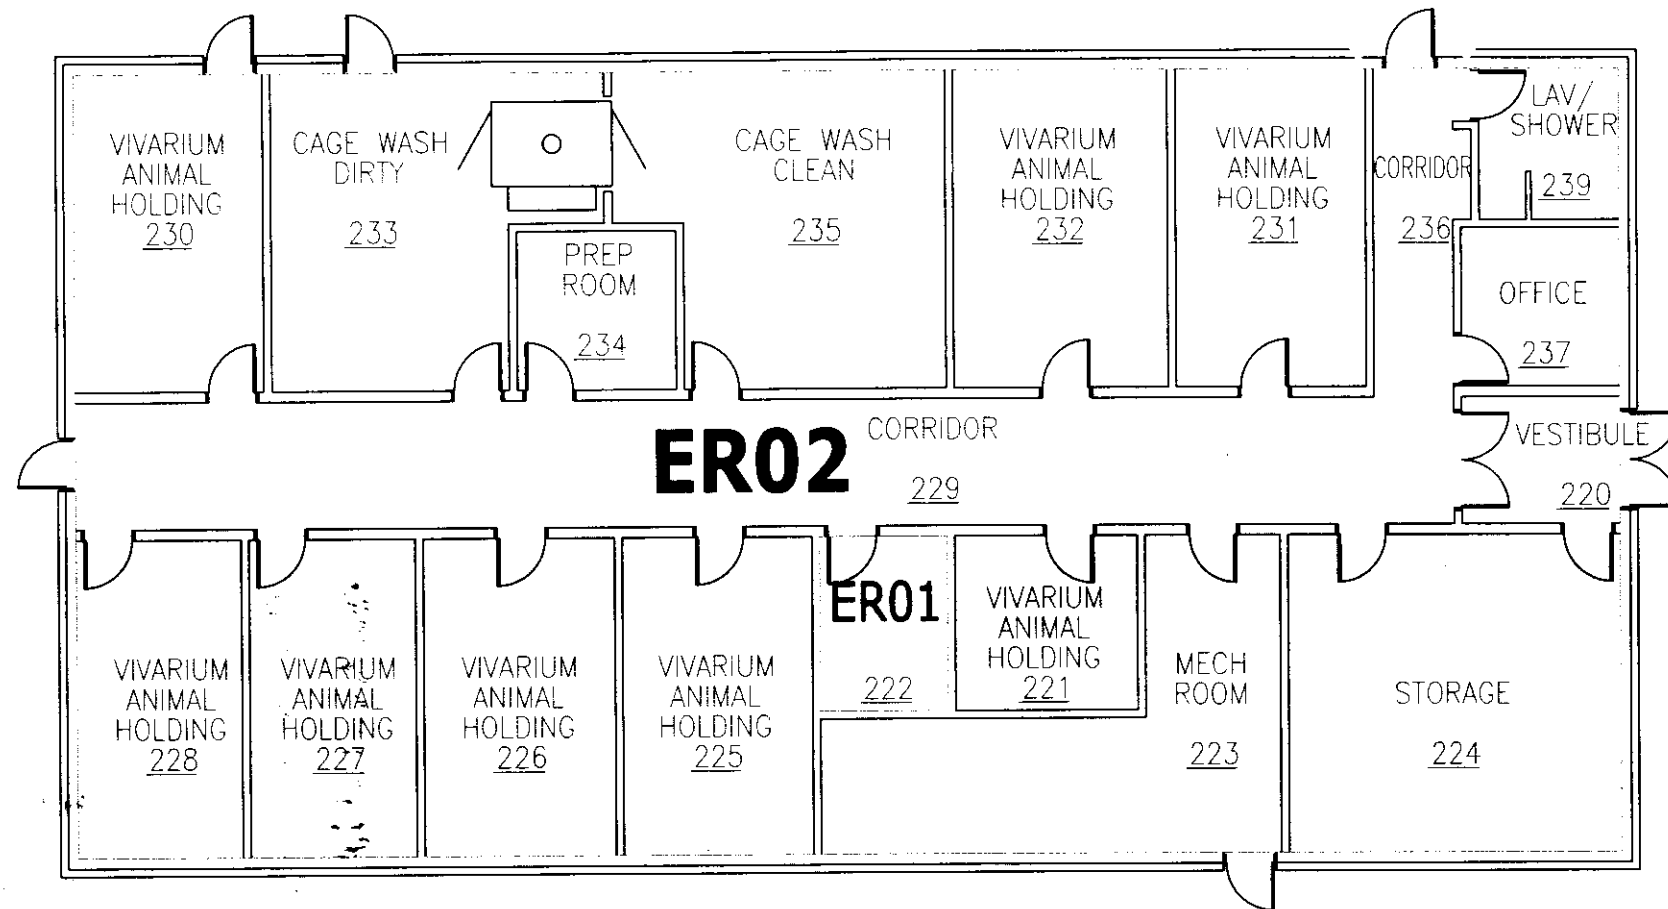 VIVARIUM
ANIMAL
HOLDING
230
CAGE WASH
DIRTY
233
PREP
ROOM
234
CAGE WASH
CLEAN
235
VIVARIUM
ANIMAL
HOLDING
232
VIVARIUM
ANIMAL
HOLDING
231
CORRIDOR
236
LAV/
SHOWER
239
OFFICE
237
ER02
CORRIDOR
229
VESTIBULE
220
VIVARIUM
ANIMAL
HOLDING
228
VIVARIUM
ANIMAL
HOLDING
227
VIVARIUM
ANIMAL
HOLDING
226
VIVARIUM
ANIMAL
HOLDING
225
ER01
222
VIVARIUM
ANIMAL
HOLDING
221
MECH
ROOM
223
STORAGE
224